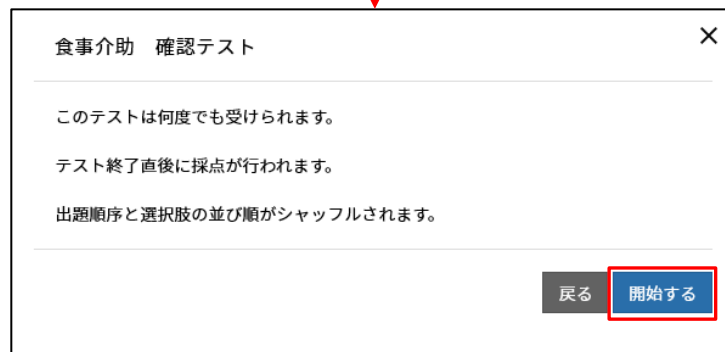 食事介助　確認テスト
このテストは何度でも受けられます。
テスト終了直後に採点が行われます。
出題順序と選択肢の並び順がシャッフルされます。
戻る
開始する